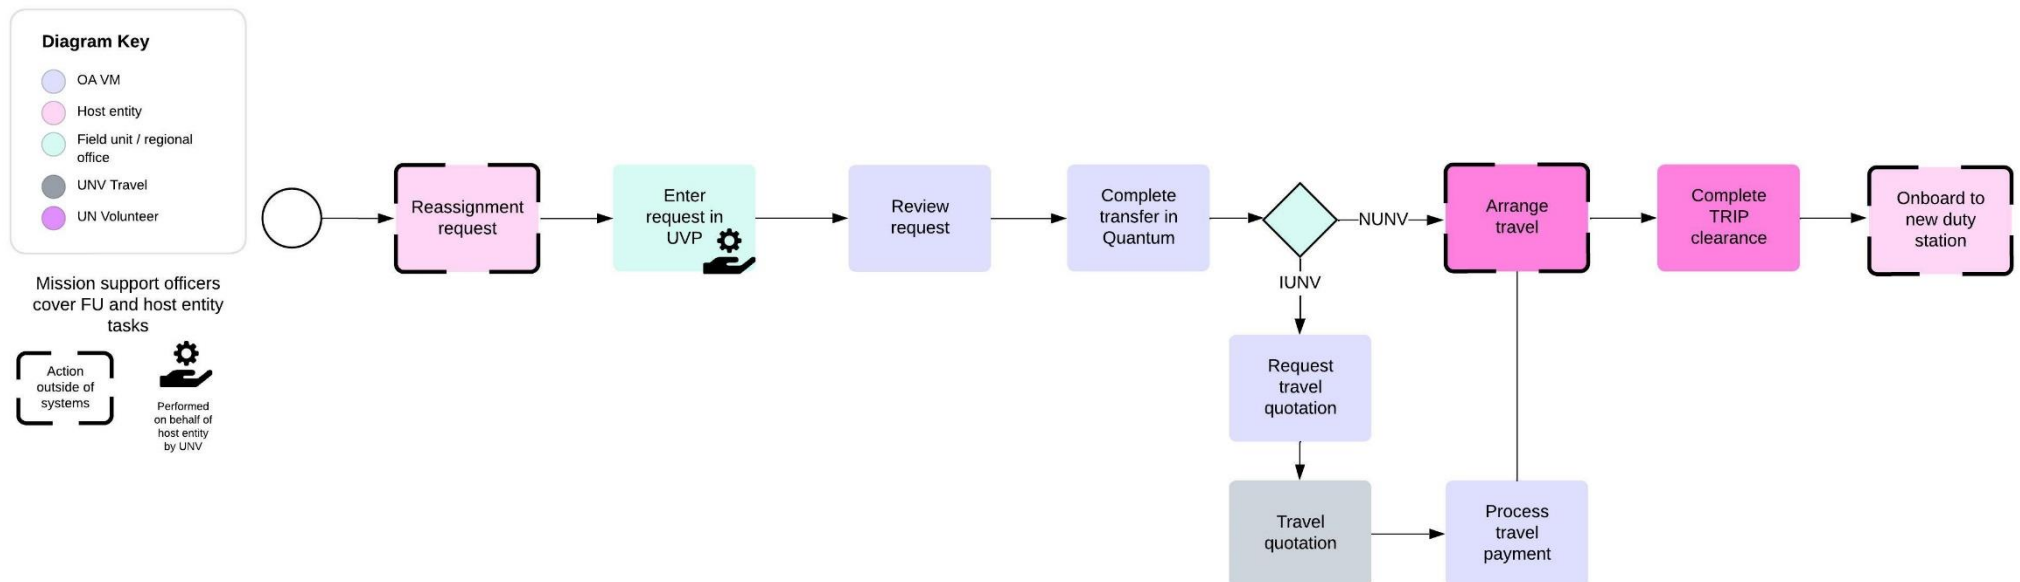 Diagram Key
OA VM
Host entity
Field unit / regional
office
UNV Travel
UN Volunteer
Mission support officers
cover FU and host entity
tasks
Action
outside of
systems
Performed
on behalf of
host entity
by UNV
Reassignment
request
Enter
request in
UVP
Review
request
Complete
transfer in
Quantum
NUNV
IUNV
Arrange
travel
Complete
TRIP
clearance
Onboard to
new duty
station
Request
travel
quotation
Travel
quotation
Process
travel
payment